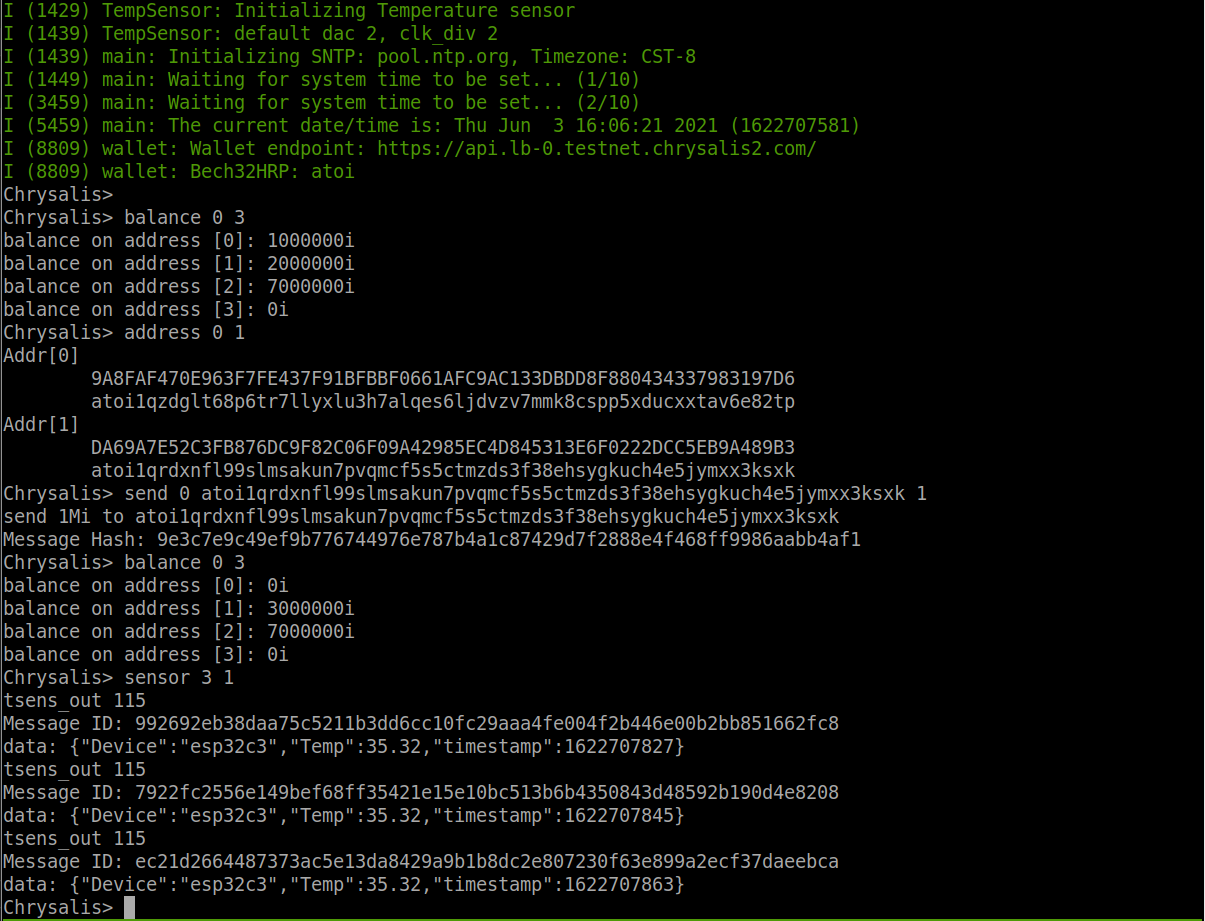 I (1429) TempSensor: Initializing Temperature sensor
I (1439) TempSensor: default dac 2, clk_div 2
I (1439) main: Initializing SNTP: pool.ntp.org, Timezone: CST-8
I (1449) main: Waiting for system time to be set... (1/10)
I (3459) main: Waiting for system time to be set... (2/10)
I (5459) main: The current date/time is: Thu Jun  3 16:06:21 2021 (1622707581)
I (8809) wallet: Wallet endpoint: https://api.lb-0.testnet.chrysalis2.com/
I (8809) wallet: Bech32HRP: atoi
Chrysalis>
Chrysalis> balance 0 3
balance on address [0]: 1000000i
balance on address [1]: 2000000i
balance on address [2]: 7000000i
balance on address [3]: 0i
Chrysalis> address 0 1
Addr[0]
9A8FAF470E963F7FE437F91BFBBF0661AFC9AC133DBDD8F880434337983197D6
atoi1qzdglt68p6tr7llyxlu3h7alqes6ljdvzv7mmk8cspp5xducxxtav6e82tp
Addr[1]
DA69A7E52C3FB876DC9F82C06F09A42985EC4D845313E6F0222DCC5EB9A489B3
atoi1qrdxnfl99slmsakun7pvqmcf5s5ctmzds3f38ehsygkuch4e5jymxx3ksxk
Chrysalis> send 0 atoi1qrdxnfl99slmsakun7pvqmcf5s5ctmzds3f38ehsygkuch4e5jymxx3ksxk 1
send 1Mi to atoi1qrdxnfl99slmsakun7pvqmcf5s5ctmzds3f38ehsygkuch4e5jymxx3ksxk
Message Hash: 9e3c7e9c49ef9b776744976e787b4a1c87429d7f2888e4f468ff9986aabb4af1
Chrysalis> balance 0 3
balance on address [0]: 0i
balance on address [1]: 3000000i
balance on address [2]: 7000000i
balance on address [3]: 0i
Chrysalis> sensor 3 1
tsens_out 115
Message ID: 992692eb38daa75c5211b3dd6cc10fc29aaa4fe004f2b446e00b2bb851662fc8
data: {"Device":"esp32c3","Temp":35.32,"timestamp":1622707827}
tsens_out 115
Message ID: 7922fc2556e149bef68ff35421e15e10bc513b6b4350843d48592b190d4e8208
data: {"Device":"esp32c3","Temp":35.32,"timestamp":1622707845}
tsens_out 115
Message ID: ec21d2664487373ac5e13da8429a9b1b8dc2e807230f63e899a2ecf37daeebca
data: {"Device":"esp32c3","Temp":35.32,"timestamp":1622707863}
Chrysalis>